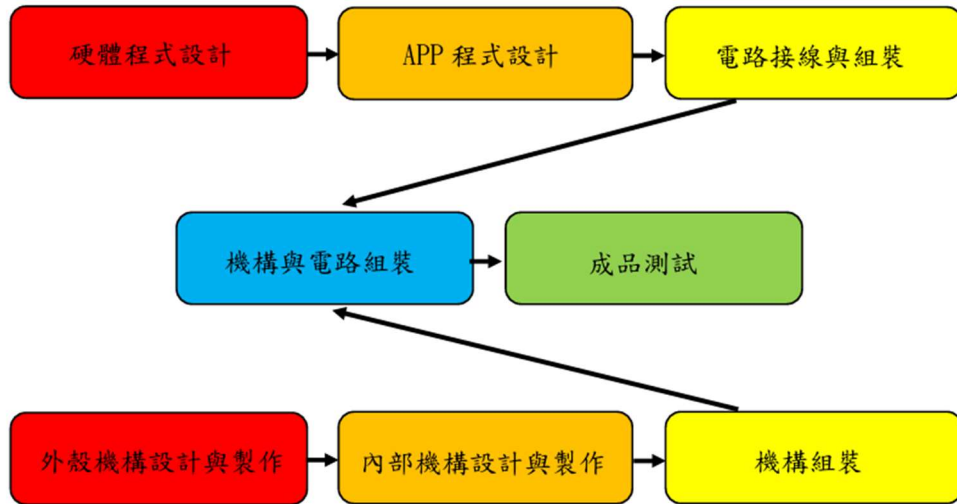 硬體程式設計
APP 程式設計
電路接線與組裝
機構與電路組裝
成品測試
外殼機構設計與製作
內部機構設計與製作
機構組裝